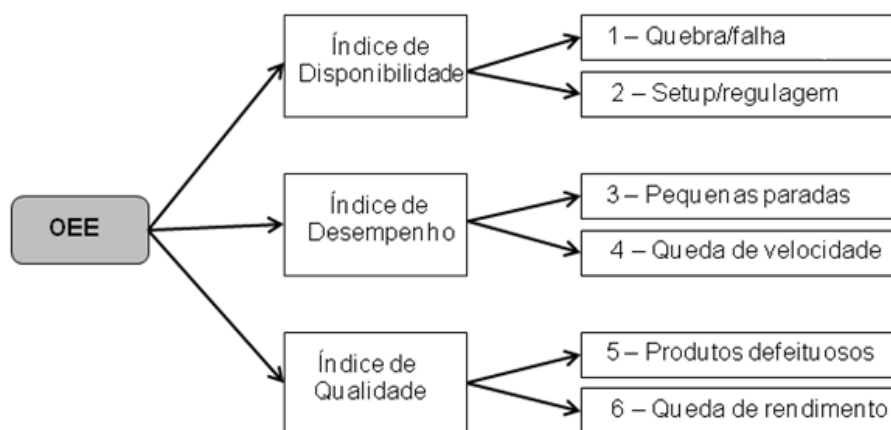 Índice de
Disponibilidade
1 – Quebra/falha
2 – Setup/regulagem
OEE
Índice de
Desempenho
3 – Pequenas paradas
4 – Queda de velocidade
Índice de
Qualidade
5 – Produtos defeituosos
6 – Queda de rendimento